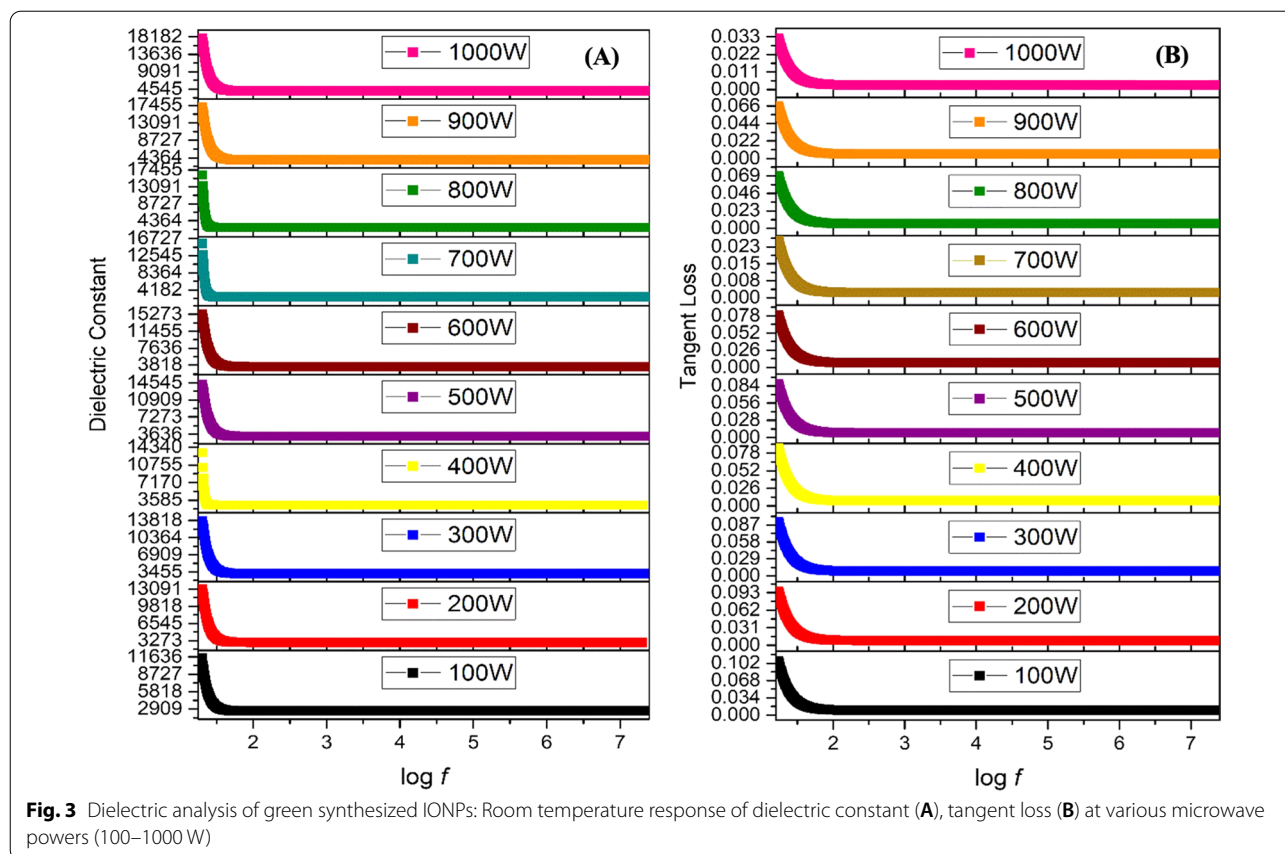 (A)
Dielectric Constant
18182
13636
9091
4545
1000W
17455
13091
8727
4364
900W
17455
13091
8727
4364
800W
16727
12545
8364
4182
700W
15273
11455
7636
3818
600W
14545
10909
7273
3636
500W
14340
10755
7170
3585
400W
13818
10364
6909
3455
300W
13091
9818
6545
3273
200W
11636
8727
5818
2909
100W
2 3 4 5 6 7
log f
(B)
Tangent Loss
0.033
0.022
0.011
0.000
1000W
0.066
0.044
0.022
0.000
900W
0.069
0.046
0.023
0.000
800W
0.023
0.015
0.008
0.000
700W
0.078
0.052
0.026
0.000
600W
0.084
0.056
0.028
0.000
500W
0.078
0.052
0.026
0.000
400W
0.087
0.058
0.029
0.000
300W
0.093
0.062
0.031
0.000
200W
0.102
0.068
0.034
0.000
100W
2 3 4 5 6 7
log f
Fig. 3 Dielectric analysis of green synthesized IONPs: Room temperature response of dielectric constant (A), tangent loss (B) at various microwave
powers (100–1000 W)